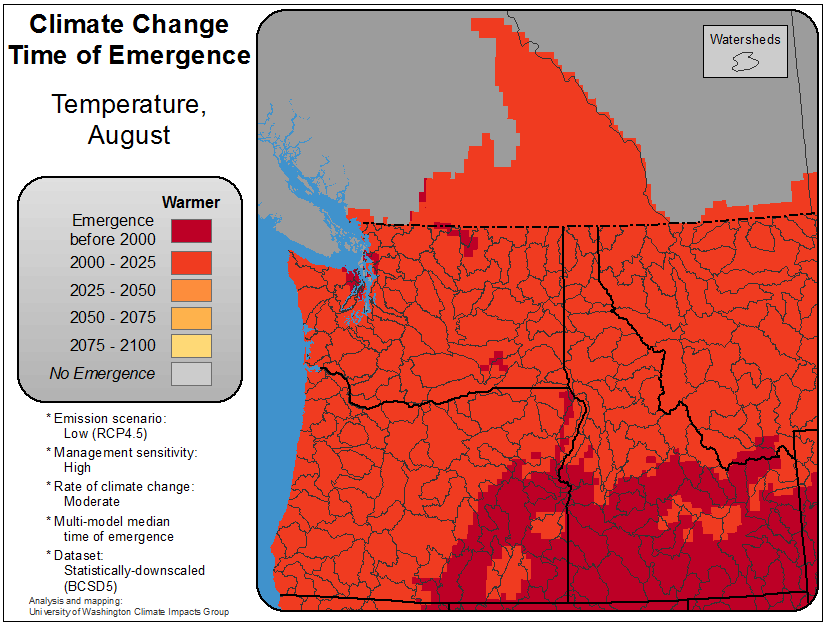 Climate Change
Time of Emergence
Temperature,
August
Warmer
Emergence
before 2000
2000 - 2025
2025 - 2050
2050 - 2075
2075 - 2100
No Emergence
* Emission scenario:
Low (RCP4.5)
* Management sensitivity:
High
* Rate of climate change:
Moderate
* Multi-model median
time of emergence
* Dataset:
Statistically-downscaled
(BCSD5)
Analysis and mapping:
University of Washington Climate Impacts Group
Watersheds